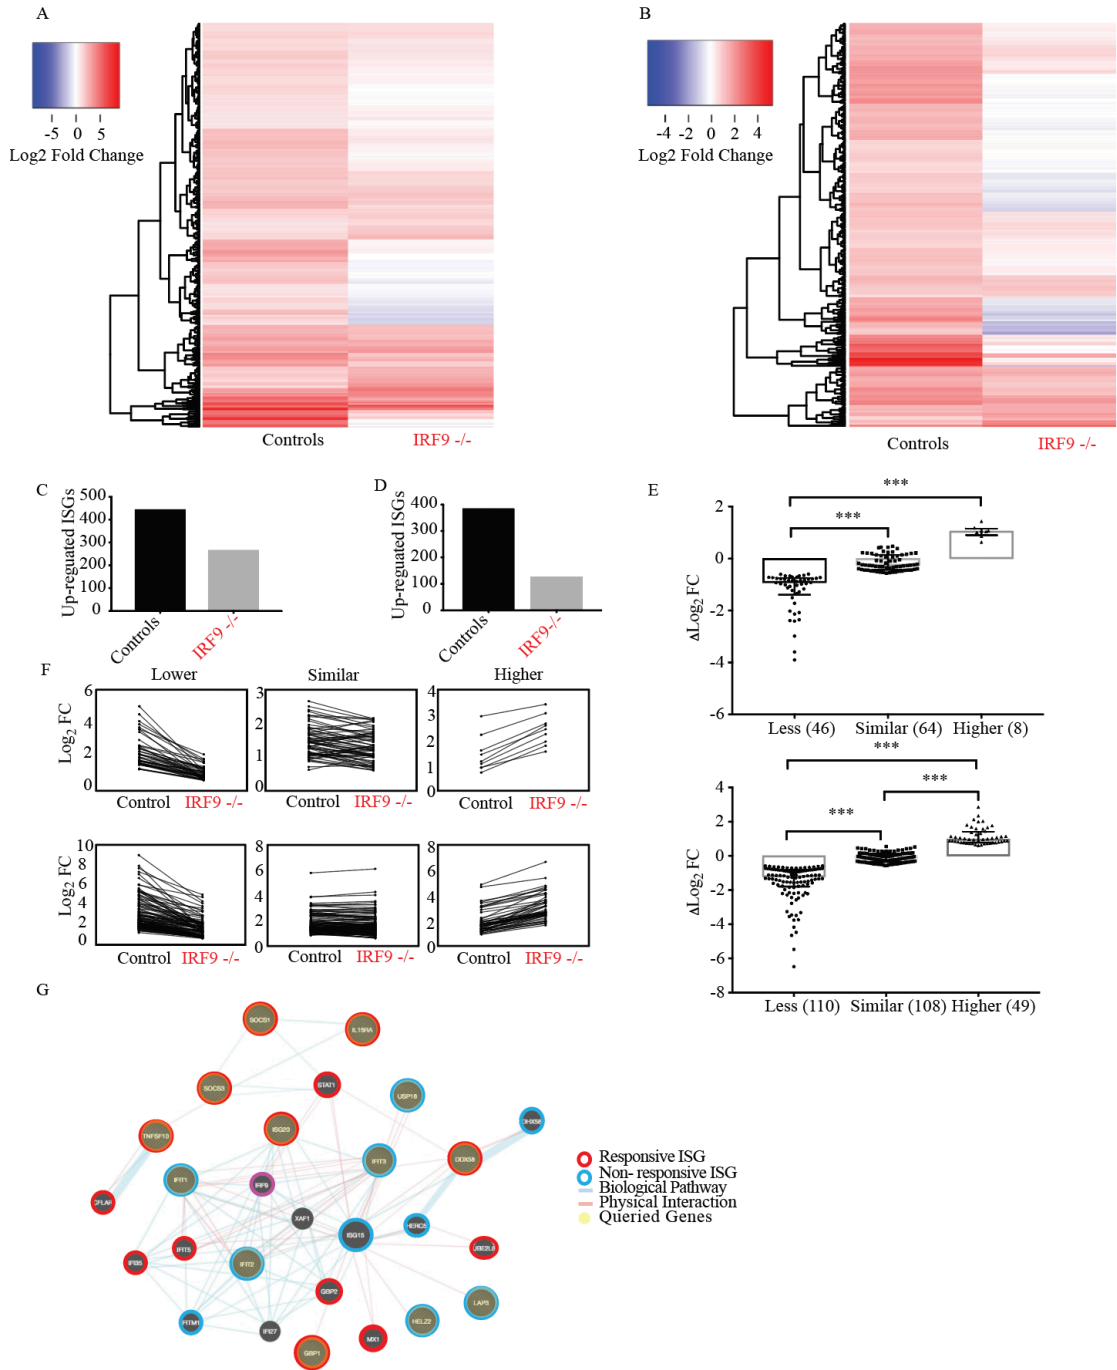 A
-5 0 5
Log2 Fold Change
Controls
IRF9 -/-
B
-4 -2 0 2 4
Log2 Fold Change
Controls
IRF9 -/-
C
500
400
300
200
100
0
Up-reguated ISGs
Controls
IRF9 -/-
D
400
300
200
100
0
Up-reguated ISGs
Controls
IRF9-/-
E
2
0
-2
-4
-6
ΔLog2 FC
***
***
Less (46) Similar (64) Higher (8)
4
2
0
-2
-4
-6
-8
ΔLog2 FC
***
***
***
Less (110) Similar (108) Higher (49)
F
Lower
Similar
Higher
Log2 FC
6
4
2
0
Control IRF9 -/-
3
2
1
0
Control IRF9 -/-
4
3
2
1
0
Control IRF9 -/-
Log2 FC
10
8
6
4
2
0
Control IRF9 -/-
8
6
4
2
0
Control IRF9 -/-
8
6
4
2
0
Control IRF9 -/-
G
SOCS1
IL15RA
SOCS3
STAT1
USP18
DHX58
TNFSF10
ISG20
IFIT3
DDX58
IFIT1
IRF9
CFLAR
XAF1
HERC5
ISG15
IFIT5
UBE2L6
IFI35
IFIT2
GBP2
LAP3
IFITM1
IFI27
HELZ2
MX1
GBP1
Responsive ISG
Non- responsive ISG
Biological Pathway
Physical Interaction
Queried Genes